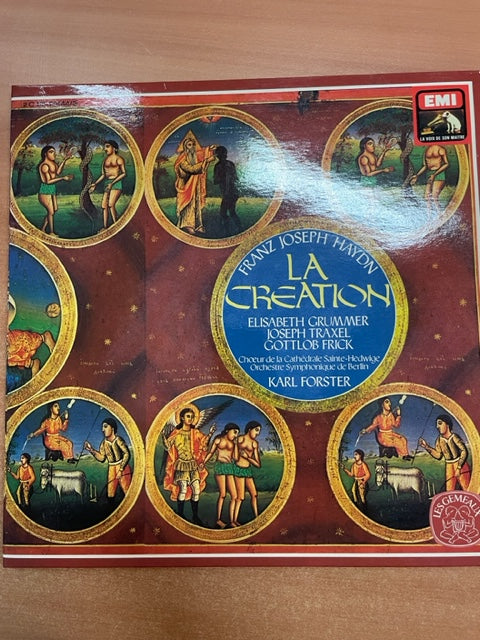 EMI
LA VOIX DE SON MAITRE
FRANZ JOSEPH HAYDN
LA
CREATION
ELISABETH GRUMMER
JOSEPH TRAXEL
GOTTLOB FRICK
Chœur de la Cathédrale Sainte-Hedwige
Orchestre Symphonique de Berlin
KARL FORSTER
LES GEMEAUX